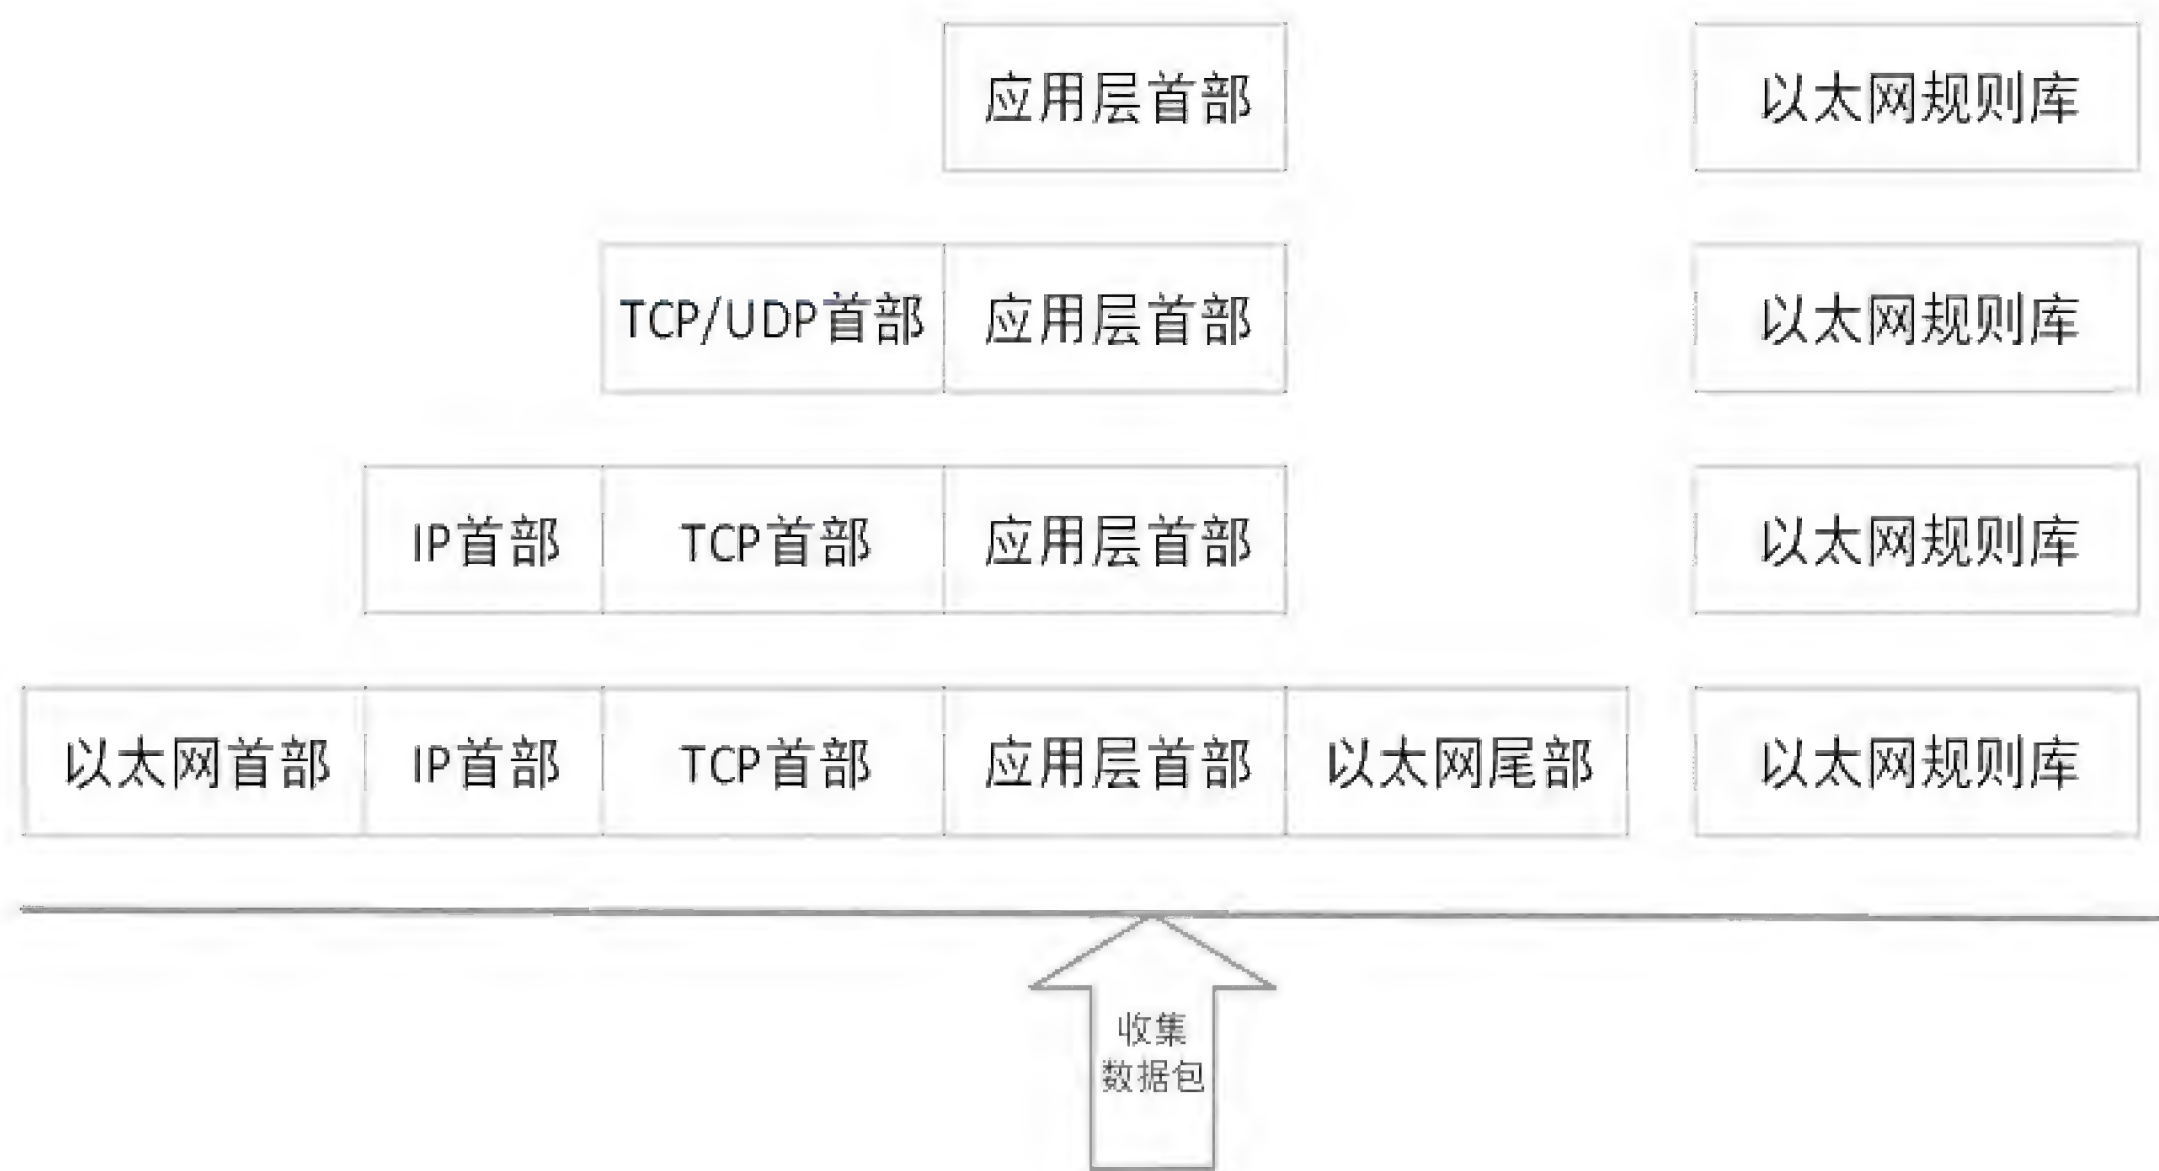 应用层首部 以太网规则库
TCP/UDP首部 应用层首部 以太网规则库
IP首部 TCP首部 应用层首部 以太网规则库
以太网首部 IP首部 TCP首部 应用层首部 以太网尾部 以太网规则库
收集
数据包